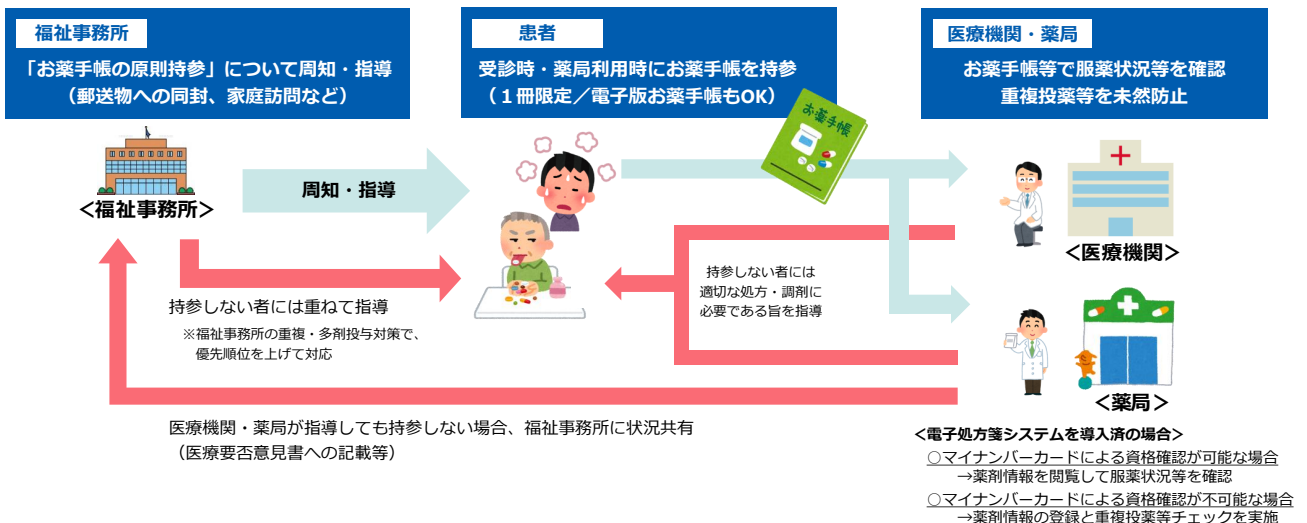 福祉事務所
「お薬手帳の原則持参」について周知・指導
（郵送物への同封、家庭訪問など）
患者
受診時・薬局利用時にお薬手帳を持参
（１冊限定／電子版お薬手帳もOK）
医療機関・薬局
お薬手帳等で服薬状況等を確認
重複投薬等を未然防止
お薬手帳
周知・指導
＜福祉事務所＞
＜医療機関＞
持参しない者には
適切な処方・調剤に
必要である旨を指導
持参しない者には重ねて指導
※福祉事務所の重複・多剤投与対策で、
優先順位を上げて対応
＜薬局＞
医療機関・薬局が指導しても持参しない場合、福祉事務所に状況共有
（医療要否意見書への記載等）
＜電子処方箋システムを導入済の場合＞
○マイナンバーカードによる資格確認が可能な場合
→薬剤情報を閲覧して服薬状況等を確認
○マイナンバーカードによる資格確認が不可能な場合
→薬剤情報の登録と重複投薬等チェックを実施